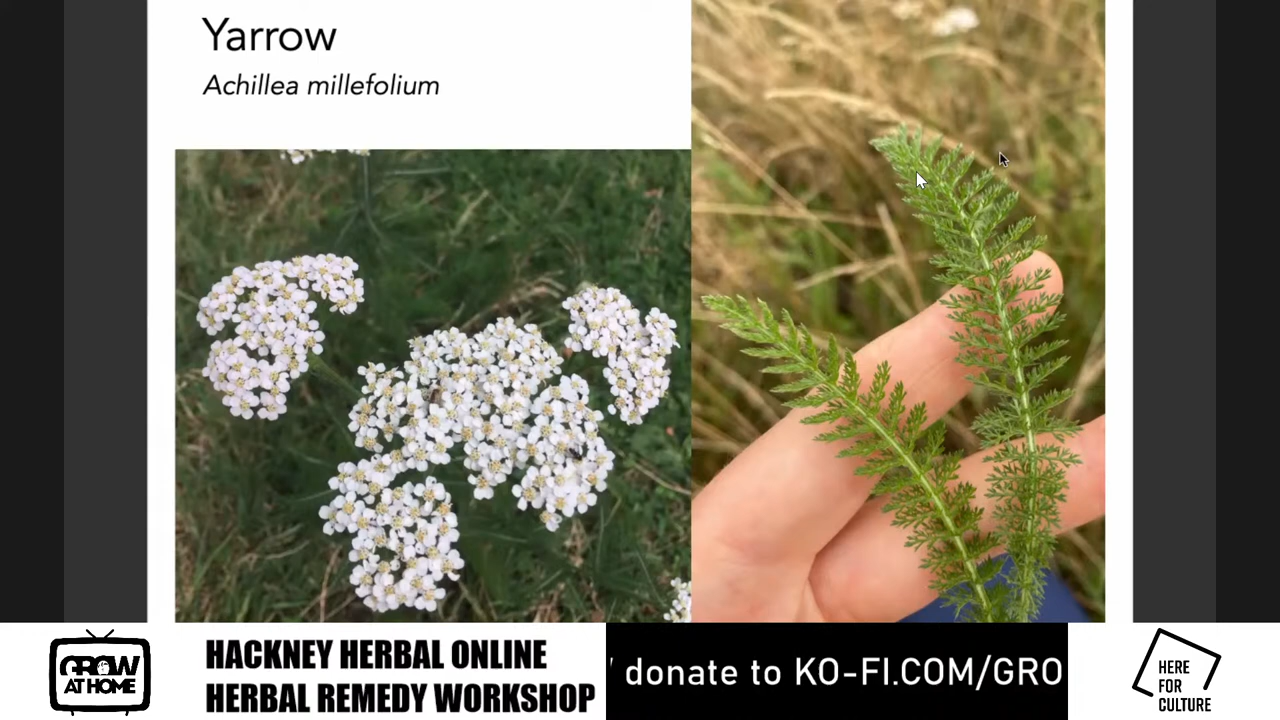 Yarrow
Achillea millefolium
GROW
AT HOME
HACKNEY HERBAL ONLINE
HERBAL REMEDY WORKSHOP
donate to KO-FI.COM/GRO
HERE
FOR
CULTURE